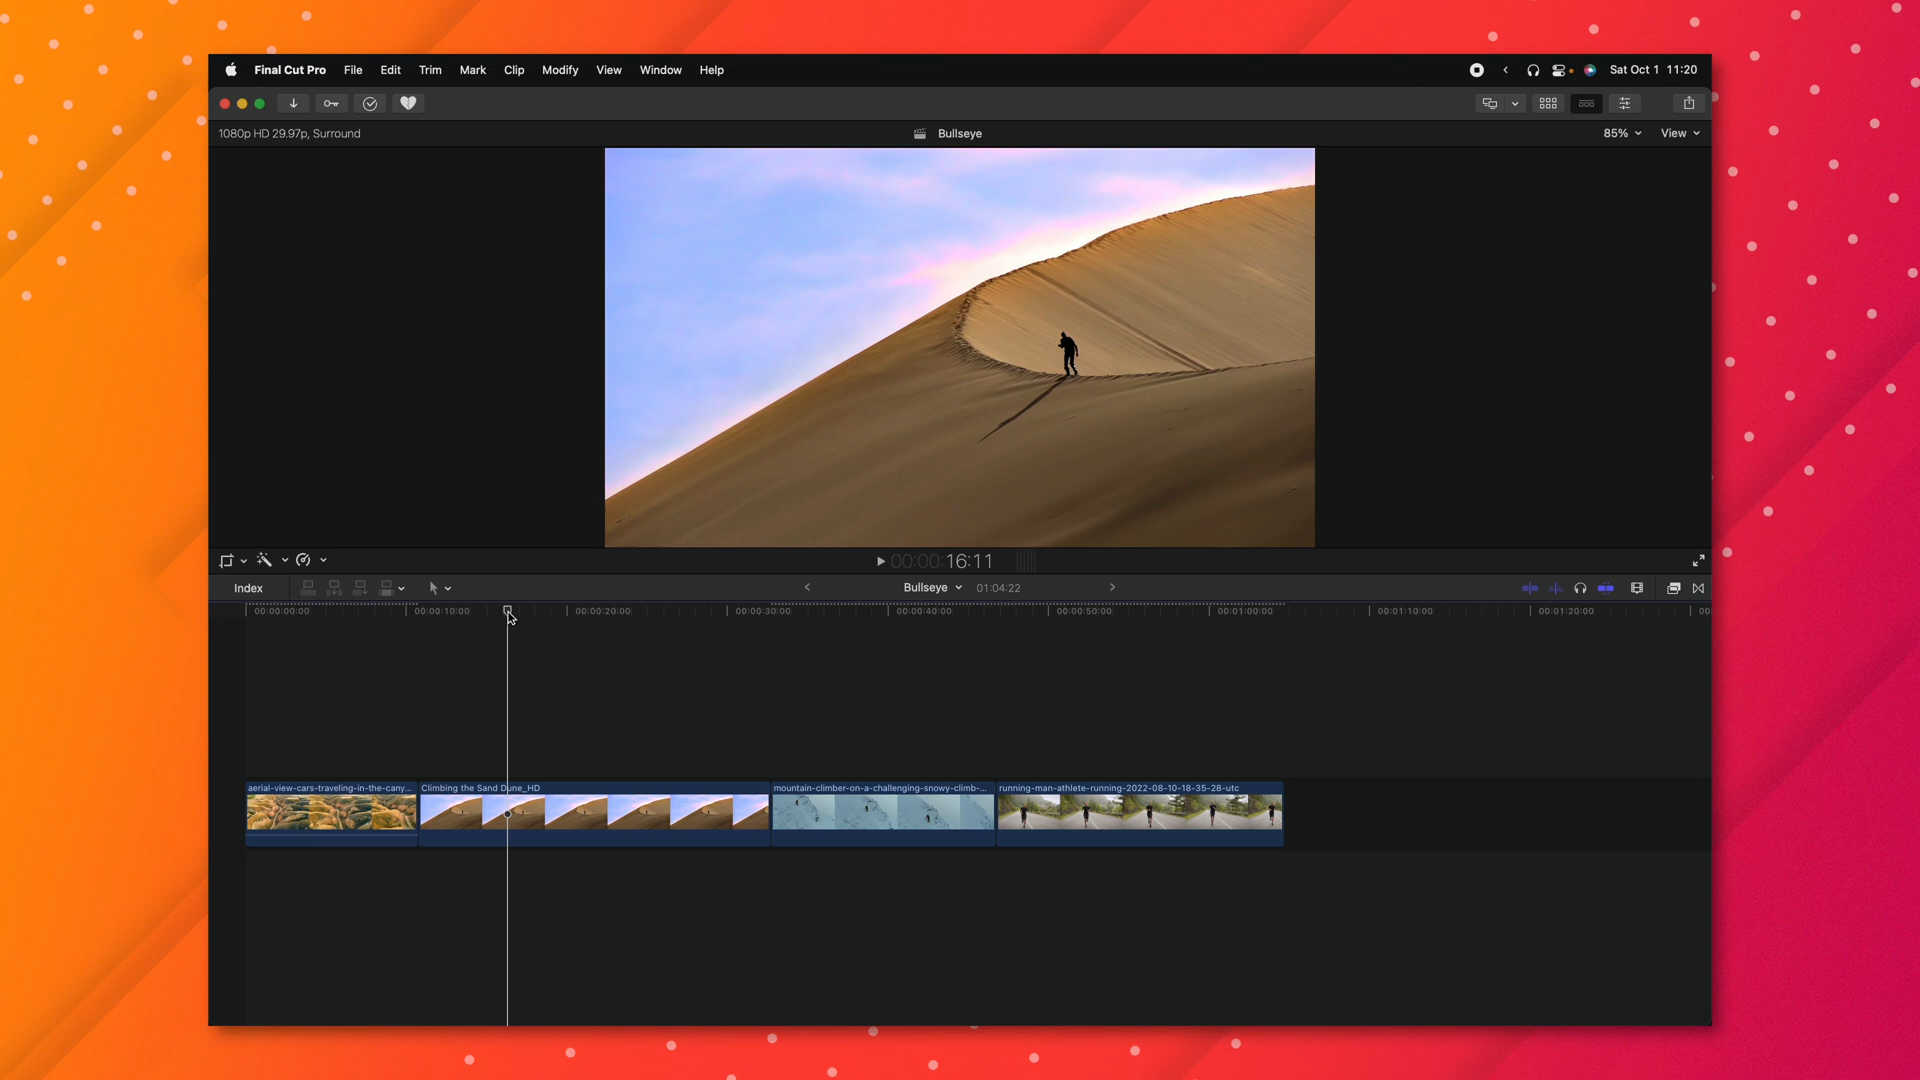 Final Cut Pro File Edit Trim Mark Clip Modify View Window Help Sat Oct 1 11:20
1080p HD 29.97p, Surround Bullseye 85% View
00:00:16:11
Index Bullseye 01:04:22
00:00:00:00 00:00:10:00 00:00:20:00 00:00:30:00 00:00:40:00 00:00:50:00 00:01:00:00 00:01:10:00 00:01:20:00 00
aerial-view-cars-traveling-in-the-cany... Climbing the Sand Dune_HD mountain-climber-on-a-challenging-snowy-climb-... running-man-athlete-running-2022-08-10-18-35-28-utc